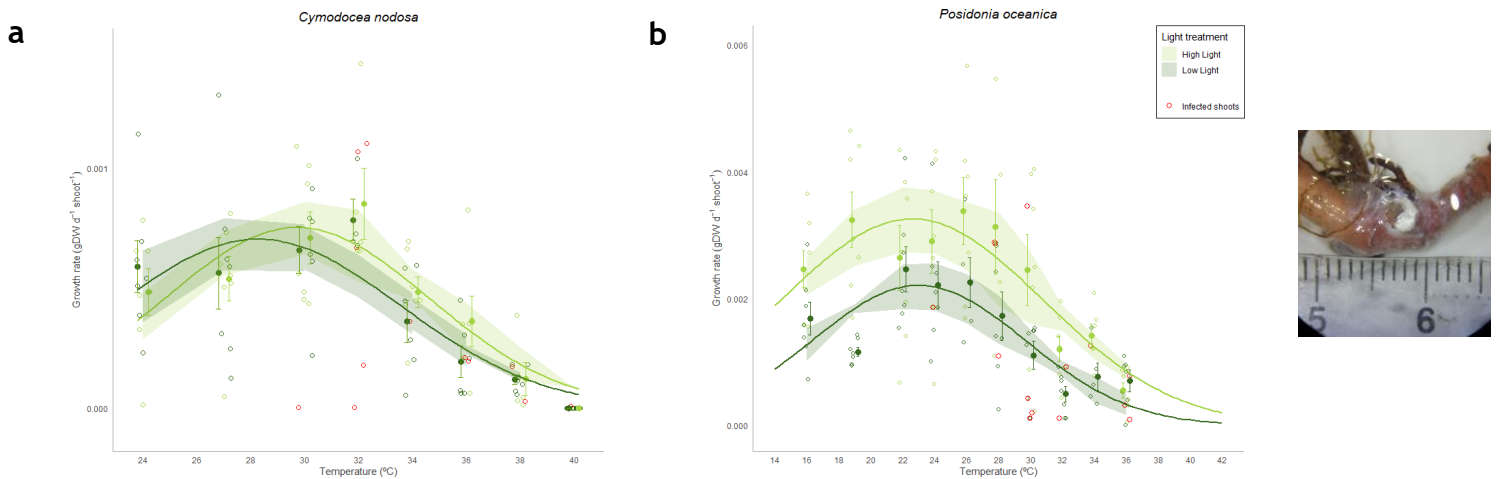 a
Cymodocea nodosa
Growth rate (gDW d⁻¹ shoot⁻¹)
0.001
0.000
24 26 28 30 32 34 36 38 40
Temperature (ºC)
b
Posidonia oceanica
Growth rate (gDW d⁻¹ shoot⁻¹)
0.006
0.004
0.002
0.000
14 16 18 20 22 24 26 28 30 32 34 36 38 40 42
Temperature (ºC)
Light treatment
High Light
Low Light
Infected shoots
5 6